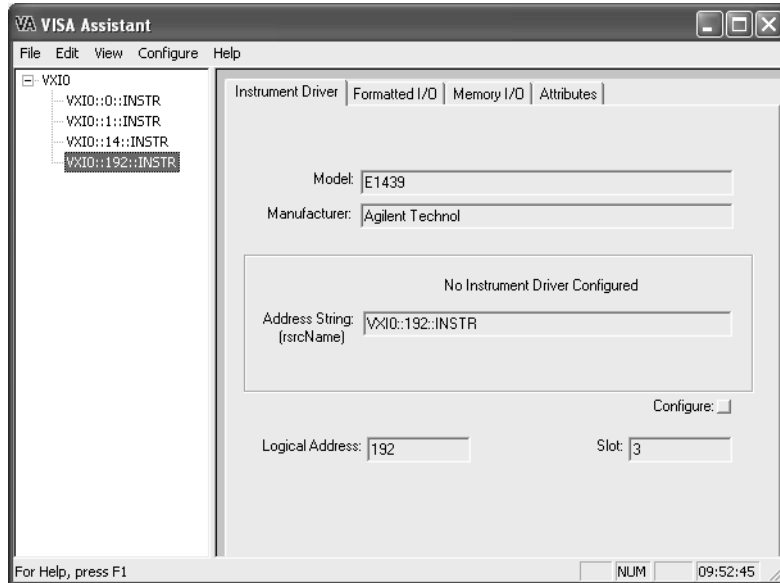 VA VISA Assistant
File Edit View Configure Help
VXI0
VXI0::0::INSTR
VXI0::1::INSTR
VXI0::14::INSTR
VXI0::192::INSTR
Instrument Driver Formatted I/O Memory I/O Attributes
Model: E1439
Manufacturer: Agilent Technol
No Instrument Driver Configured
Address String: VXI0::192::INSTR
(rsrcName)
Configure:
Logical Address: 192 Slot: 3
For Help, press F1 NUM 09:52:45